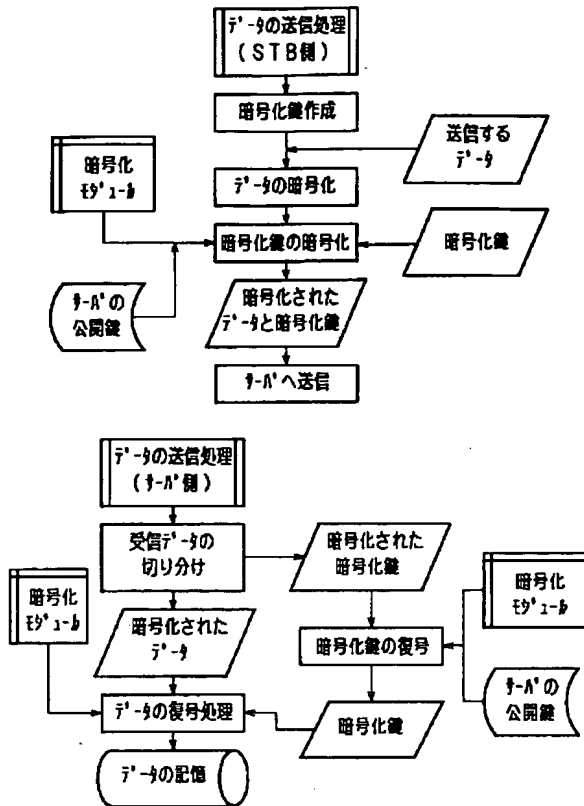 ﾃﾞｰﾀの送信処理
(STB側)
暗号化鍵作成
送信する
ﾃﾞｰﾀ
暗号化
ﾓｼﾞｭｰﾙ
ﾃﾞｰﾀの暗号化
暗号化鍵の暗号化
暗号化鍵
ｻｰﾊﾞの
公開鍵
暗号化された
ﾃﾞｰﾀと暗号化鍵
ｻｰﾊﾞへ送信
ﾃﾞｰﾀの送信処理
(ｻｰﾊﾞ側)
受信ﾃﾞｰﾀの
切り分け
暗号化された
暗号化鍵
暗号化
ﾓｼﾞｭｰﾙ
暗号化された
ﾃﾞｰﾀ
暗号化鍵の復号
暗号化
ﾓｼﾞｭｰﾙ
ﾃﾞｰﾀの復号処理
暗号化鍵
ｻｰﾊﾞの
公開鍵
ﾃﾞｰﾀの記憶